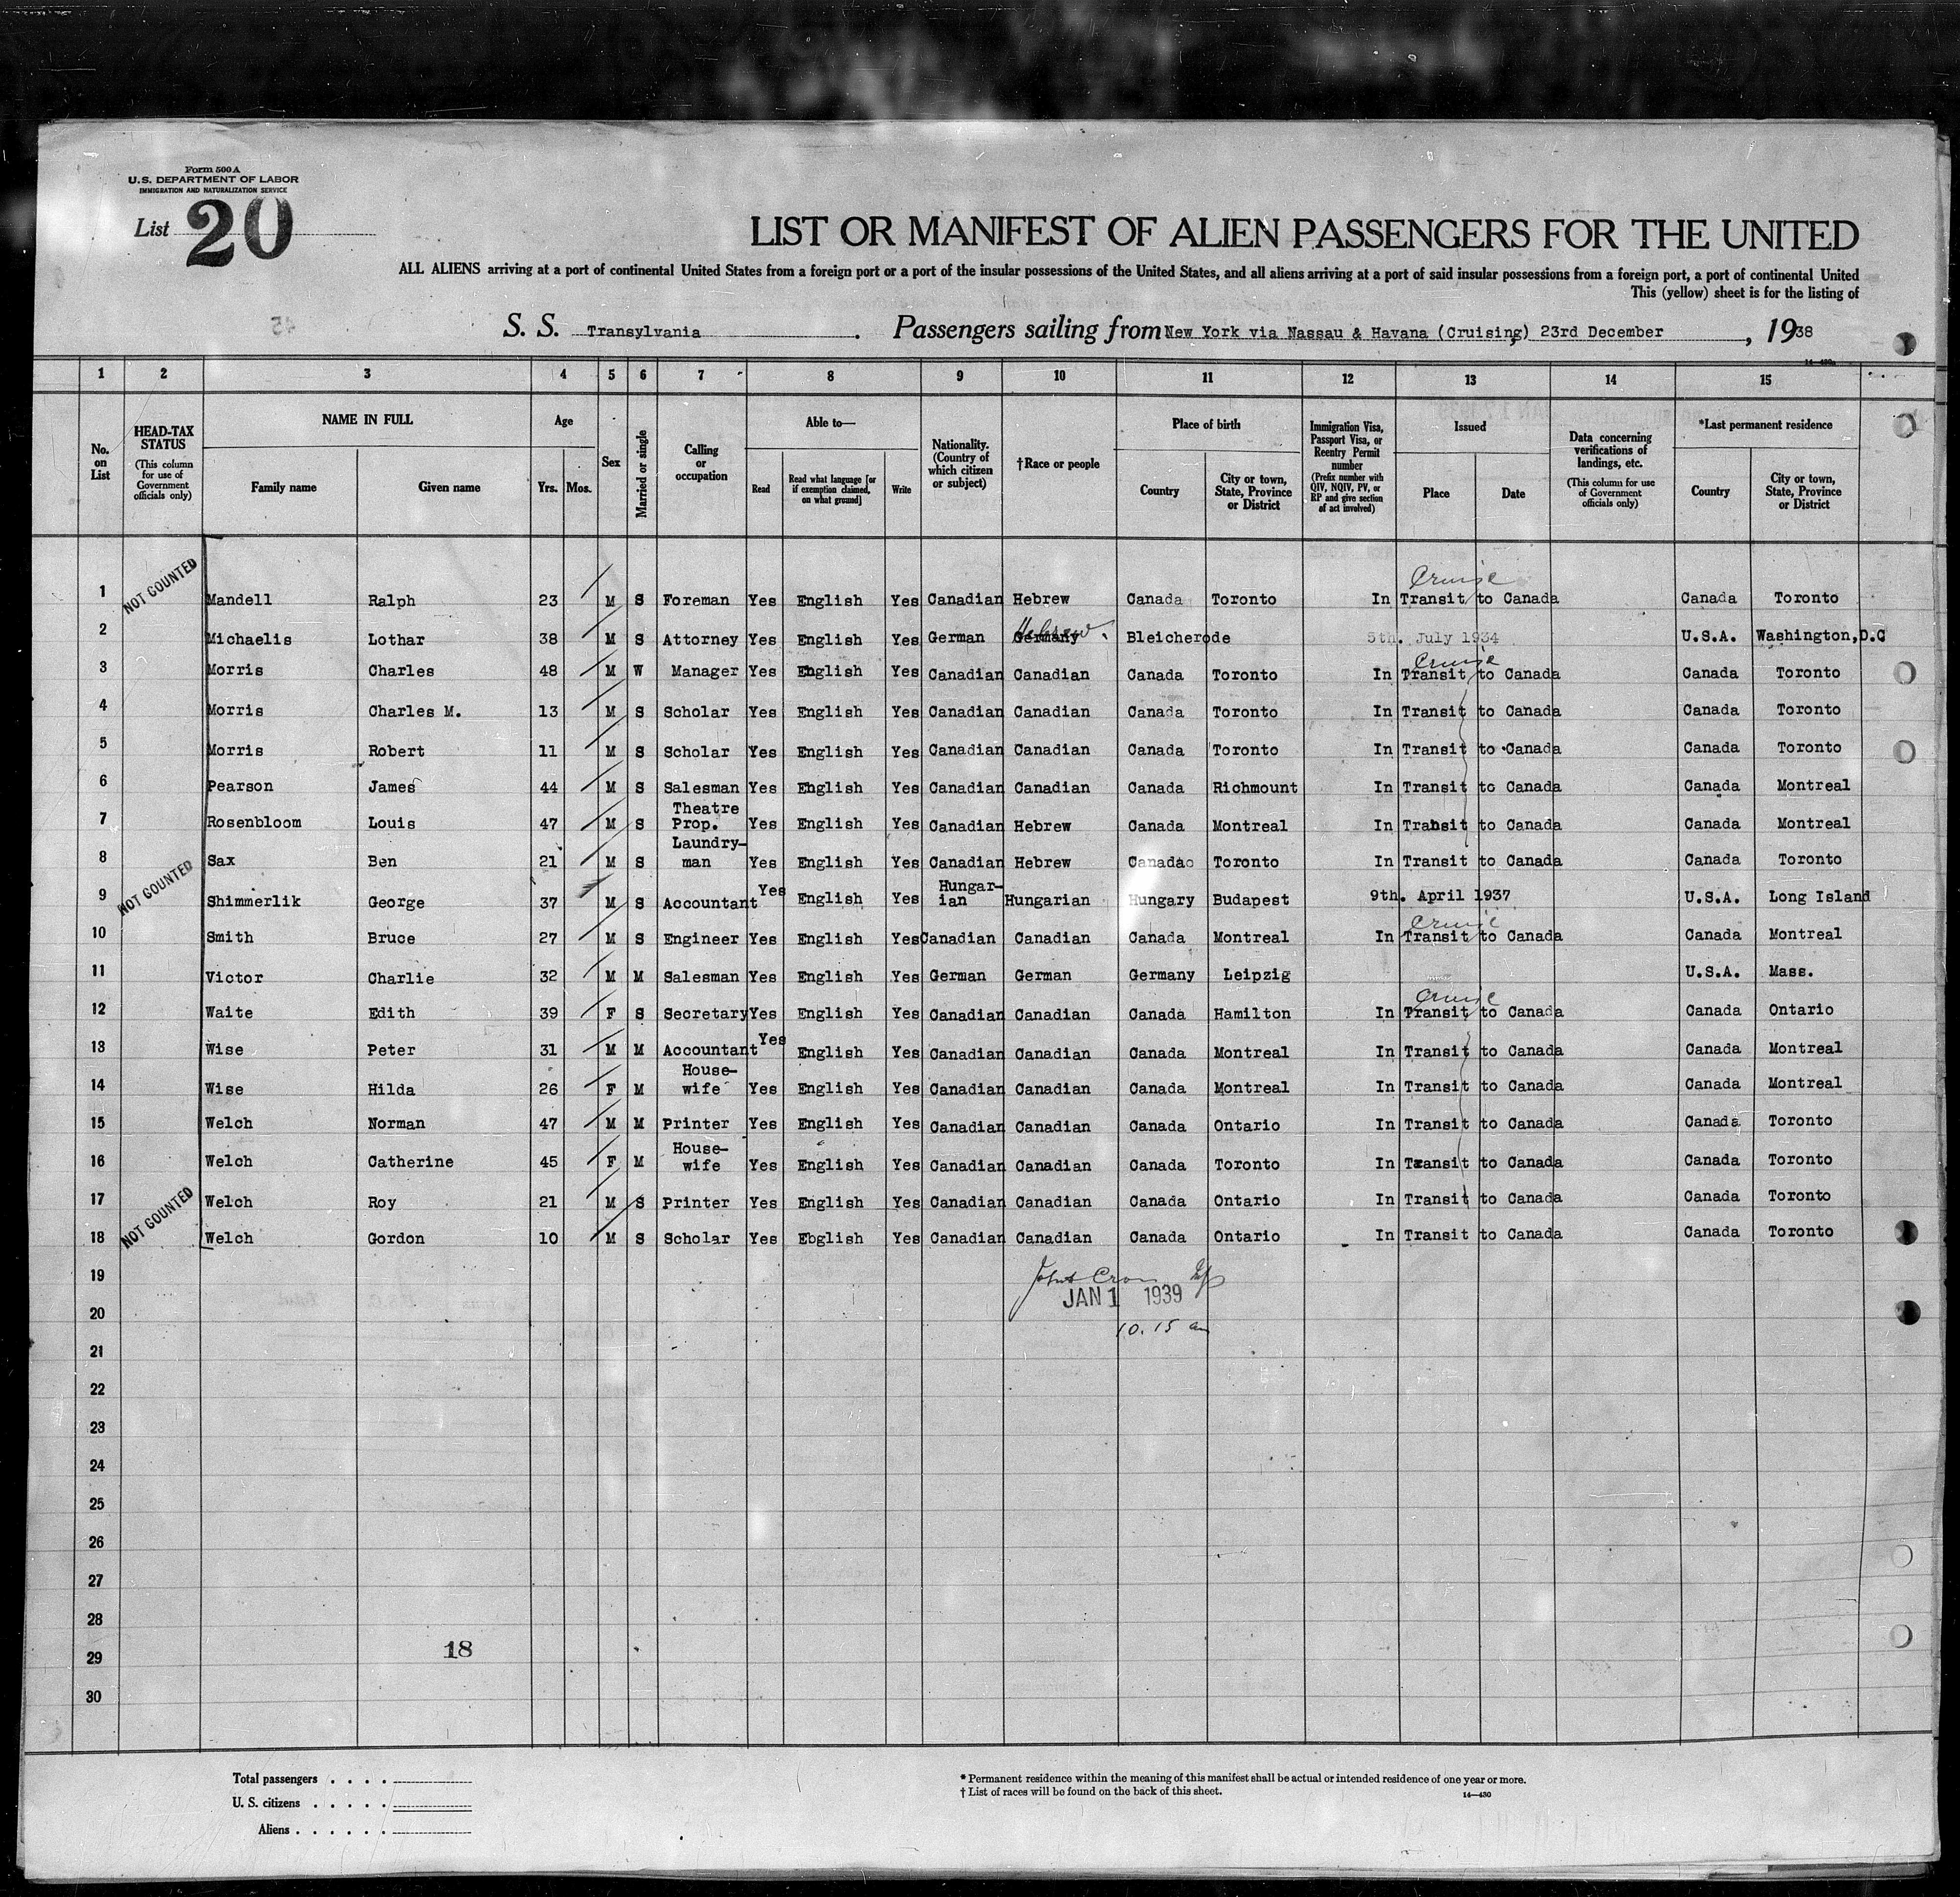 Form 500 A
U.S. DEPARTMENT OF LABOR
IMMIGRATION AND NATURALIZATION SERVICE
List 20
LIST OR MANIFEST OF ALIEN PASSENGERS FOR THE UNITED
ALL ALIENS arriving at a port of continental United States from a foreign port or a port of the insular possessions of the United States, and all aliens arriving at a port of said insular possessions from a foreign port, a port of continental United
This (yellow) sheet is for the listing of
S. S. Transylvania. Passengers sailing from New York via Nassau & Havana (Cruising) 23rd December, 1938
14-430
1 2 3 4 5 6 7 8 9 10 11 12 13 14 15
No. on List
HEAD-TAX STATUS (This column for use of Government officials only)
NAME IN FULL
Family name Given name
Age
Yrs. Mos.
Sex
Married or single
Calling or occupation
Able to—
Read Read what language [or if exemption claimed, on what ground] Write
Nationality. (Country of which citizen or subject)
†Race or people
Place of birth
Country City or town, State, Province or District
Immigration Visa, Passport Visa, or Reentry Permit number (Prefix number with QIV, NQIV, PV, or RP and give section of act involved)
Issued
Place Date
Data concerning verifications of landings, etc. (This column for use of Government officials only)
*Last permanent residence
Country City or town, State, Province or District
NOT COUNTED
Cruise
1 Mandell Ralph 23 M S Foreman Yes English Yes Canadian Hebrew Canada Toronto In Transit to Canada Canada Toronto
2 Michaelis Lothar 38 M S Attorney Yes English Yes German Germany Hebrew. Bleicherode 5th. July 1934 U.S.A. Washington,D.C
Cruise
3 Morris Charles 48 M W Manager Yes English Yes Canadian Canadian Canada Toronto In Transit to Canada Canada Toronto
4 Morris Charles M. 13 M S Scholar Yes English Yes Canadian Canadian Canada Toronto In Transit to Canada Canada Toronto
5 Morris Robert 11 M S Scholar Yes English Yes Canadian Canadian Canada Toronto In Transit to Canada Canada Toronto
6 Pearson James 44 M S Salesman Yes English Yes Canadian Canadian Canada Richmount In Transit to Canada Canada Montreal
7 Rosenbloom Louis 47 M S Theatre Prop. Yes English Yes Canadian Hebrew Canada Montreal In Transit to Canada Canada Montreal
8 Sax Ben 21 M S Laundry-man Yes English Yes Canadian Hebrew Canada Toronto In Transit to Canada Canada Toronto
NOT COUNTED
9 Shimmerlik George 37 M S Accountant Yes English Yes Hungar-ian Hungarian Hungary Budapest 9th. April 1937 U.S.A. Long Island
Cruise
10 Smith Bruce 27 M S Engineer Yes English Yes Canadian Canadian Canada Montreal In Transit to Canada Canada Montreal
11 Victor Charlie 32 M M Salesman Yes English Yes German German Germany Leipzig U.S.A. Mass.
Cruise
12 Waite Edith 39 F S Secretary Yes English Yes Canadian Canadian Canada Hamilton In Transit to Canada Canada Ontario
13 Wise Peter 31 M M Accountant Yes English Yes Canadian Canadian Canada Montreal In Transit to Canada Canada Montreal
14 Wise Hilda 26 F M House-wife Yes English Yes Canadian Canadian Canada Montreal In Transit to Canada Canada Montreal
15 Welch Norman 47 M M Printer Yes English Yes Canadian Canadian Canada Ontario In Transit to Canada Canada Toronto
16 Welch Catherine 45 F M House-wife Yes English Yes Canadian Canadian Canada Toronto In Transit to Canada Canada Toronto
17 Welch Roy 21 M S Printer Yes English Yes Canadian Canadian Canada Ontario In Transit to Canada Canada Toronto
NOT COUNTED
18 Welch Gordon 10 M S Scholar Yes Ebglish Yes Canadian Canadian Canada Ontario In Transit to Canada Canada Toronto
19
20 JAN 1 1939
10.15 am
21
22
23
24
25
26
27
28
29 18
30
Total passengers . . . .
U. S. citizens . . . . .
Aliens . . . . . .
* Permanent residence within the meaning of this manifest shall be actual or intended residence of one year or more.
† List of races will be found on the back of this sheet.
14—430